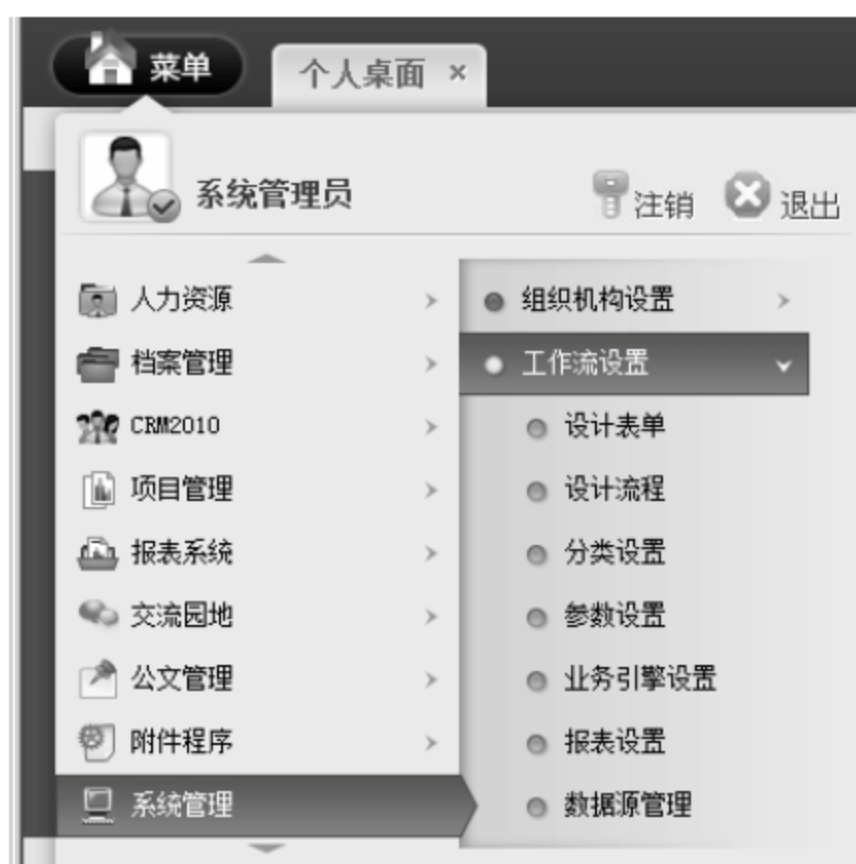 菜单
个人桌面 ×
系统管理员
注销
退出
人力资源
档案管理
CRM2010
项目管理
报表系统
交流园地
公文管理
附件程序
系统管理
组织机构设置
工作流设置
设计表单
设计流程
分类设置
参数设置
业务引擎设置
报表设置
数据源管理